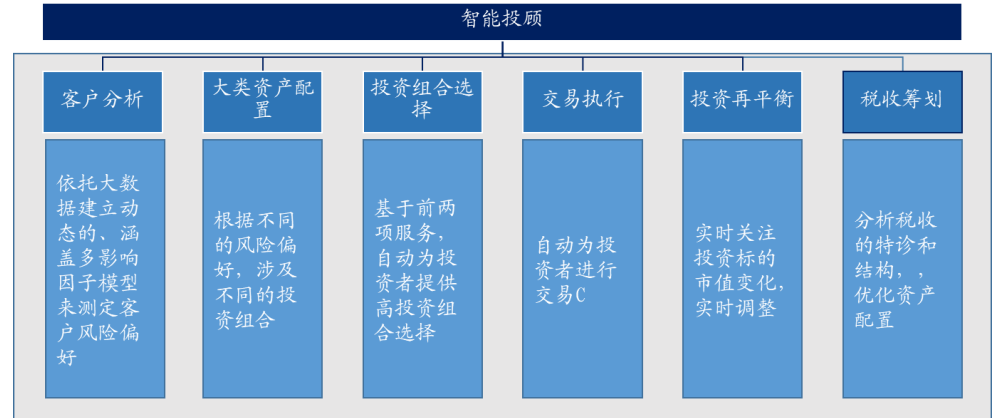 智能投顾
客户分析
大类资产配
置
投资组合选
择
交易执行
投资再平衡
税收筹划
依托大数
据建立动
态的、涵
盖多影响
因子模型
来测定客
户风险偏
好
根据不同
的风险偏
好，涉及
不同的投
资组合
基于前两
项服务，
自动为投
资者提供
高投资组
合选择
自动为投
资者进行
交易C
实时关注
投资标的
市值变化，
实时调整
分析税收
的特诊和
结构，，
优化资产
配置